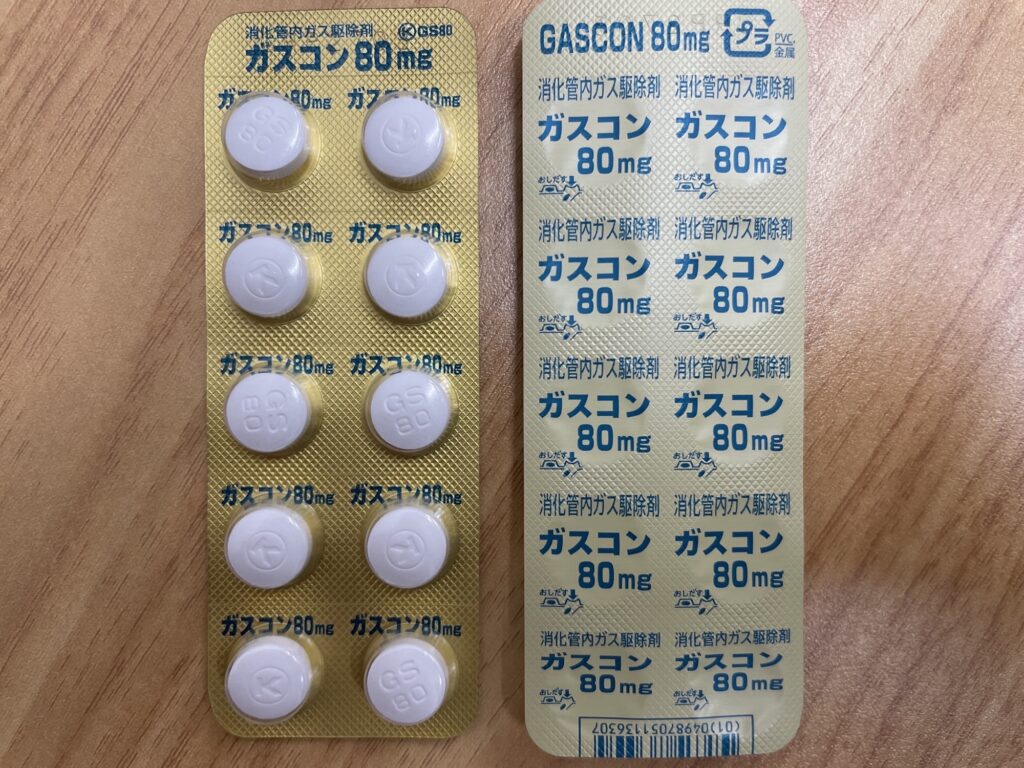 消化管内ガス駆除剤 ⓀGS80
ガスコン80mg
ガスコン80mg ガスコン80mg
GS
80
K
ガスコン80mg ガスコン80mg
K K
ガスコン80mg ガスコン80mg
GS
80
GS
80
ガスコン80mg ガスコン80mg
K K
ガスコン80mg ガスコン80mg
K
GS
80
GASCON 80mg
プラ
PVC,
金属
消化管内ガス駆除剤 消化管内ガス駆除剤
ガスコン ガスコン
80mg 80mg
おしだす おしだす
消化管内ガス駆除剤 消化管内ガス駆除剤
ガスコン ガスコン
80mg 80mg
おしだす おしだす
消化管内ガス駆除剤 消化管内ガス駆除剤
ガスコン ガスコン
80mg 80mg
おしだす おしだす
消化管内ガス駆除剤 消化管内ガス駆除剤
ガスコン ガスコン
80mg 80mg
おしだす おしだす
消化管内ガス駆除剤 消化管内ガス駆除剤
ガスコン ガスコン
80mg 80mg
おしだす おしだす
(01)04987051136307